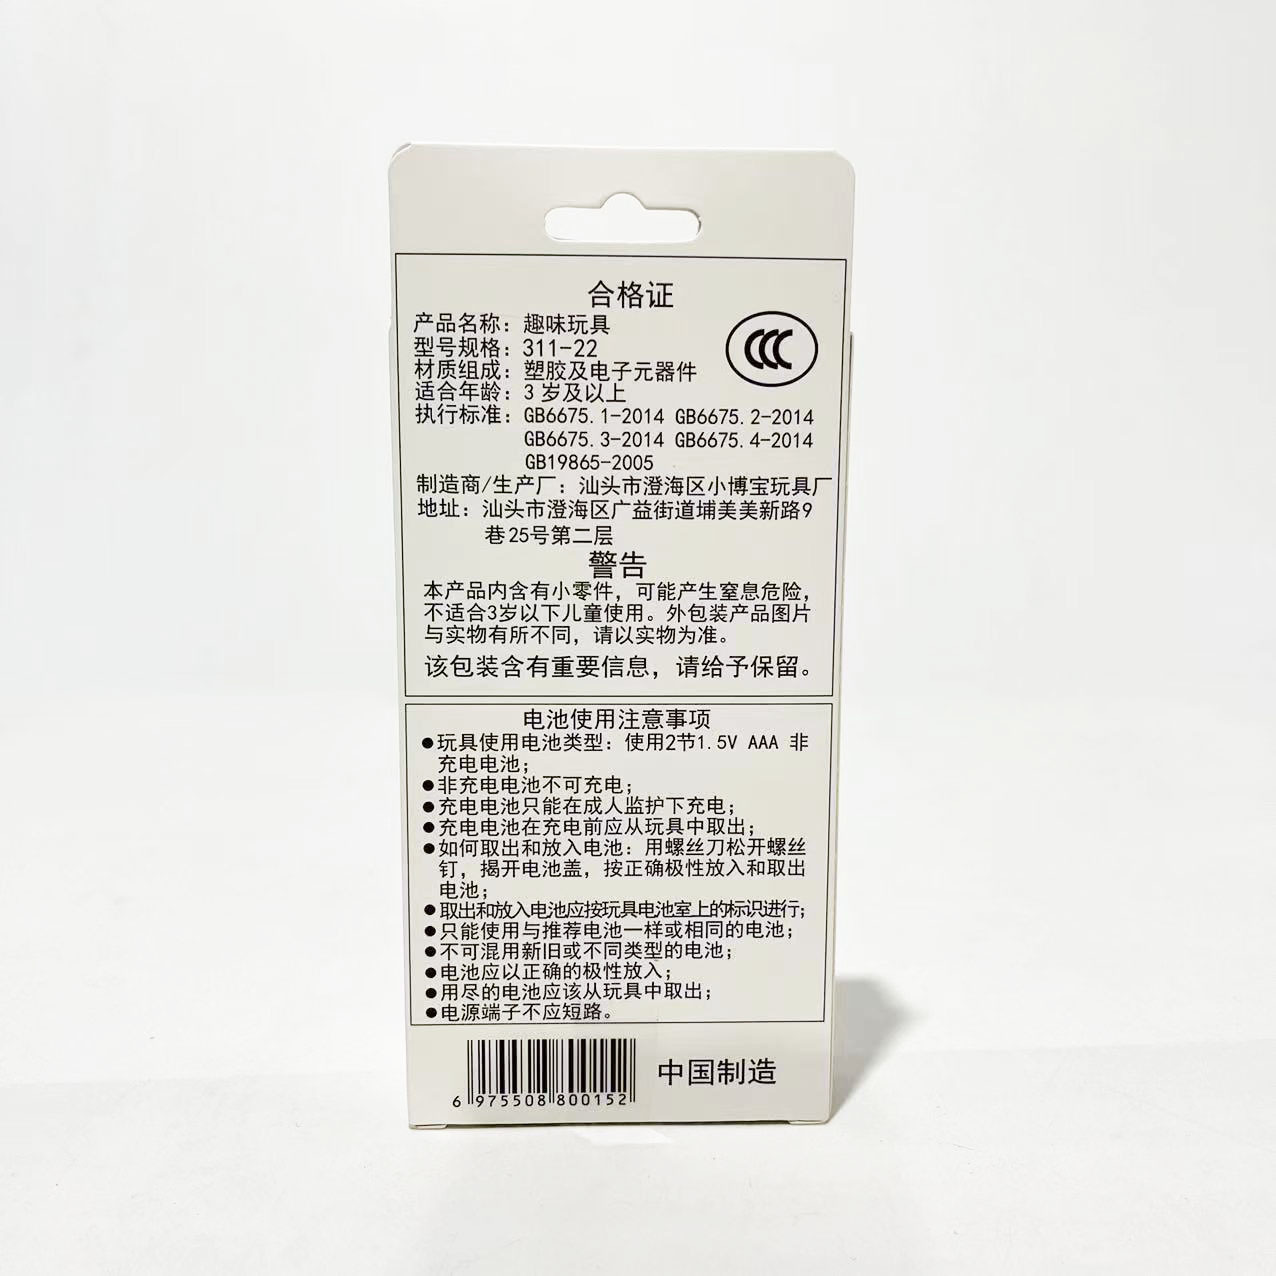 合格证
产品名称：趣味玩具
型号规格：311-22
材质组成：塑胶及电子元器件
适合年龄：3 岁及以上
执行标准：GB6675.1-2014 GB6675.2-2014
GB6675.3-2014 GB6675.4-2014
GB19865-2005
CCC
制造商/生产厂：汕头市澄海区小博宝玩具厂
地址：汕头市澄海区广益街道埔美美新路9
巷25号第二层
警告
本产品内含有小零件，可能产生窒息危险，
不适合3岁以下儿童使用。外包装产品图片
与实物有所不同，请以实物为准。
该包装含有重要信息，请给予保留。
电池使用注意事项
●玩具使用电池类型：使用2节1.5V AAA 非
充电电池；
●非充电电池不可充电；
●充电电池只能在成人监护下充电；
●充电电池在充电前应从玩具中取出；
●如何取出和放入电池：用螺丝刀松开螺丝
钉，揭开电池盖，按正确极性放入和取出
电池；
●取出和放入电池应按玩具电池室上的标识进行；
●只能使用与推荐电池一样或相同的电池；
●不可混用新旧或不同类型的电池；
●电池应以正确的极性放入；
●用尽的电池应该从玩具中取出；
●电源端子不应短路。
6 975508 800152
中国制造